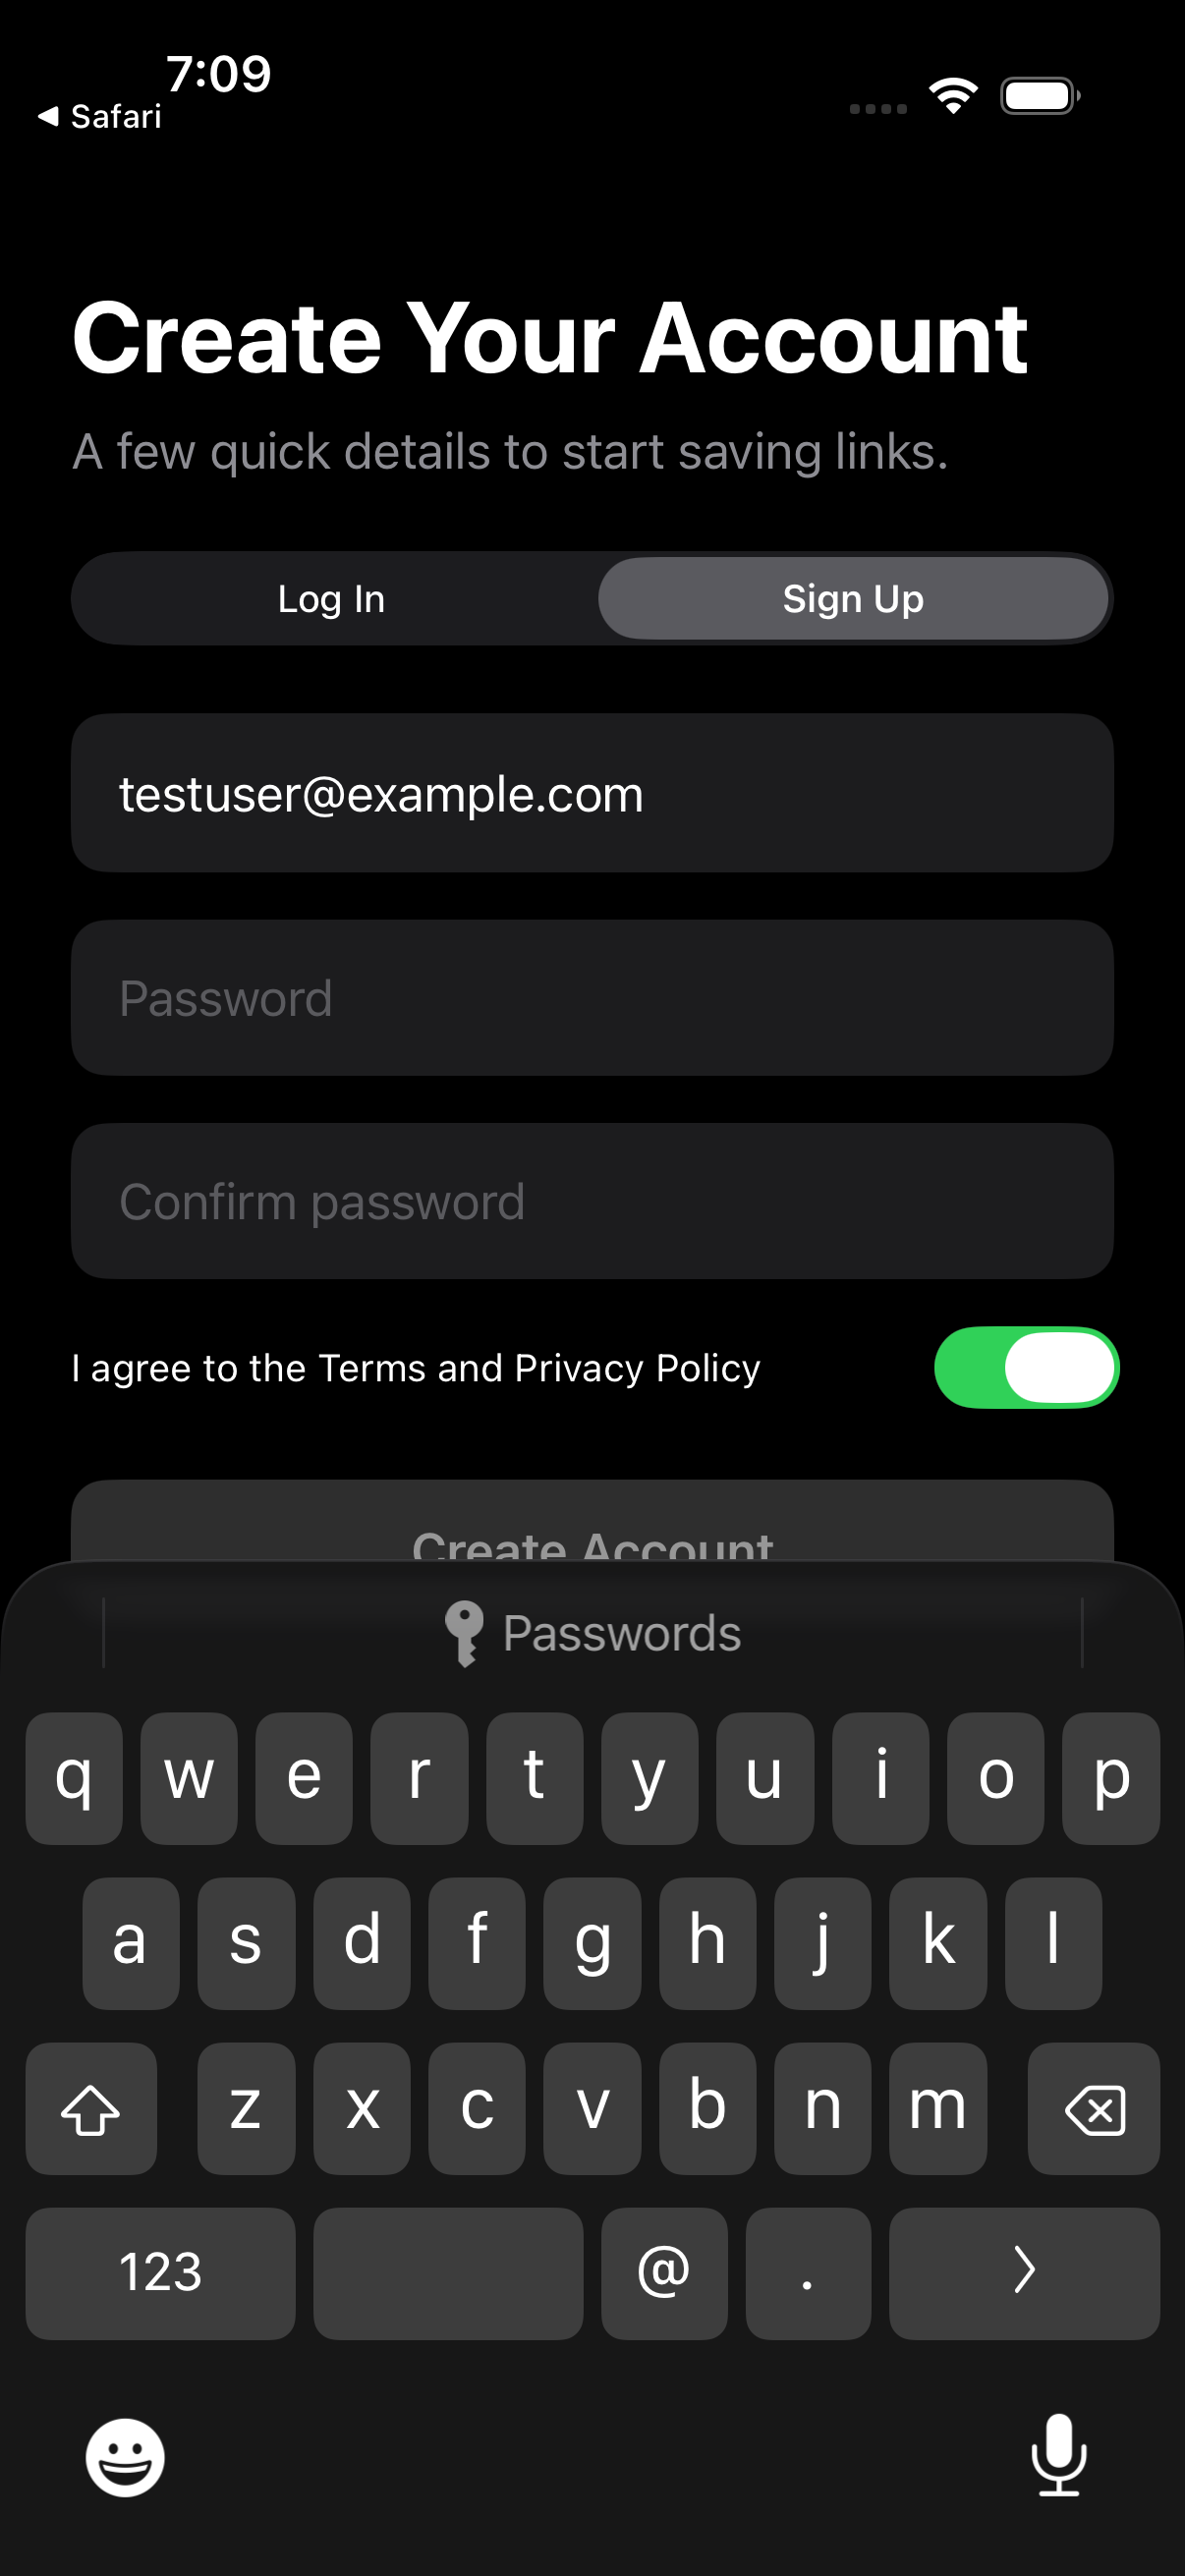 7:09
Safari
Create Your Account
A few quick details to start saving links.
Log In
Sign Up
testuser@example.com
Password
Confirm password
I agree to the Terms and Privacy Policy
Create Account
Passwords
q w e r t y u i o p
a s d f g h j k l
z x c v b n m
123 @ .